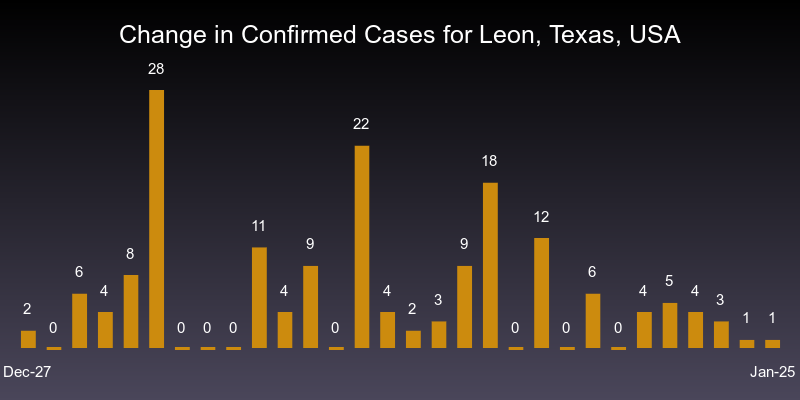 Change in Confirmed Cases for Leon, Texas, USA
2 0 6 4 8 28 0 0 0 11 4 9 0 22 4 2 3 9 18 0 12 0 6 0 4 5 4 3 1 1
Dec-27 Jan-25